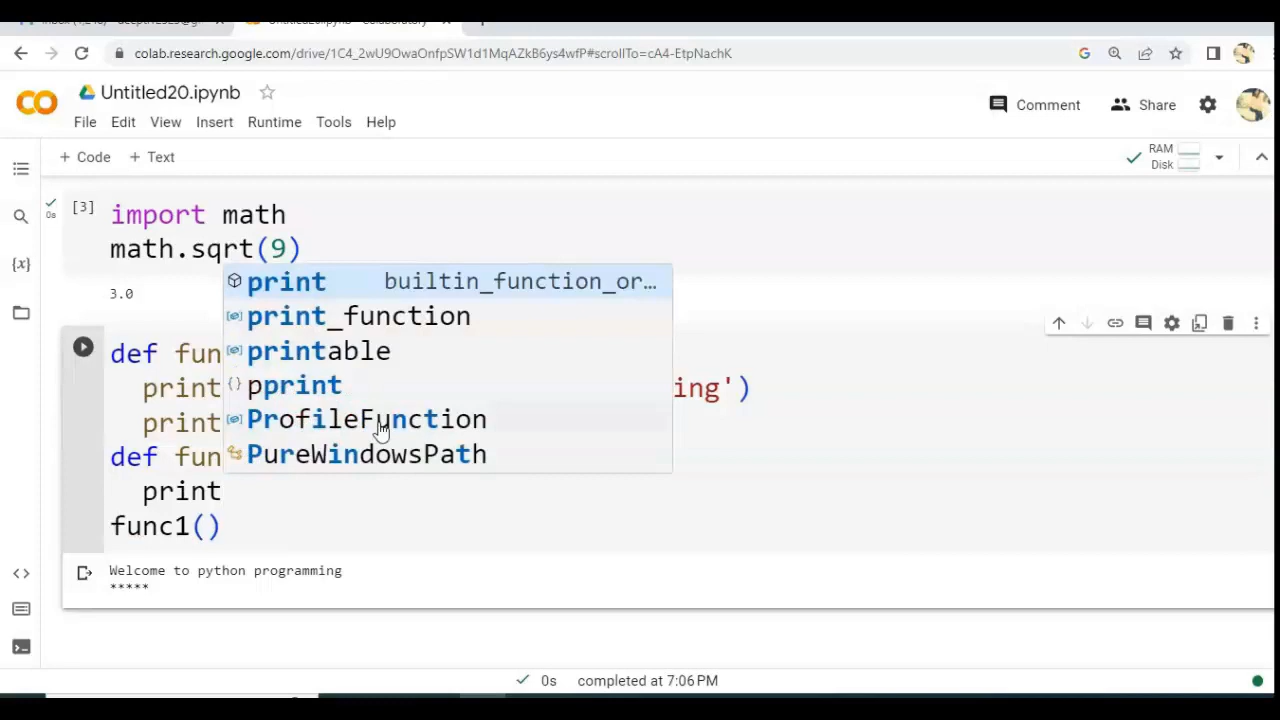 colab.research.google.com/drive/1C4_2wU9OwaOnfpSW1d1MqAZkB6ys4wfP#scrollTo=cA4-EtpNachK
Untitled20.ipynb
Comment
Share
File Edit View Insert Runtime Tools Help
+ Code + Text
RAM
Disk
[3]
0s
import math
math.sqrt(9)
3.0
print builtin_function_or…
print_function
printable
pprint
ProfileFunction
PureWindowsPath
def fun
print ing')
print
def fun
print
func1()
Welcome to python programming
*****
0s completed at 7:06 PM